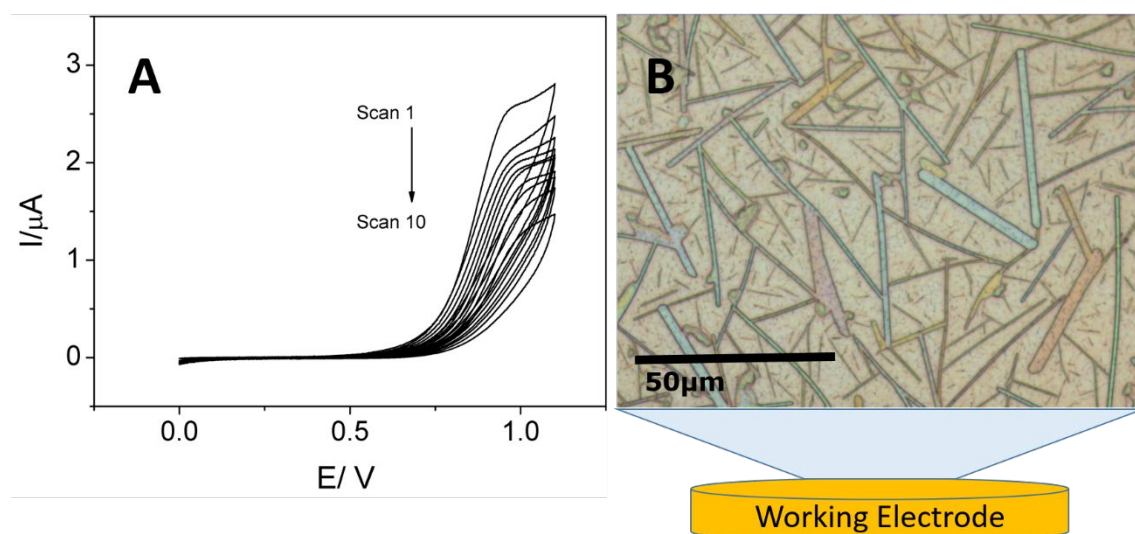 A
3
2
1
0
I/µA
Scan 1
Scan 10
0.0
0.5
1.0
E/ V
B
50µm
Working Electrode